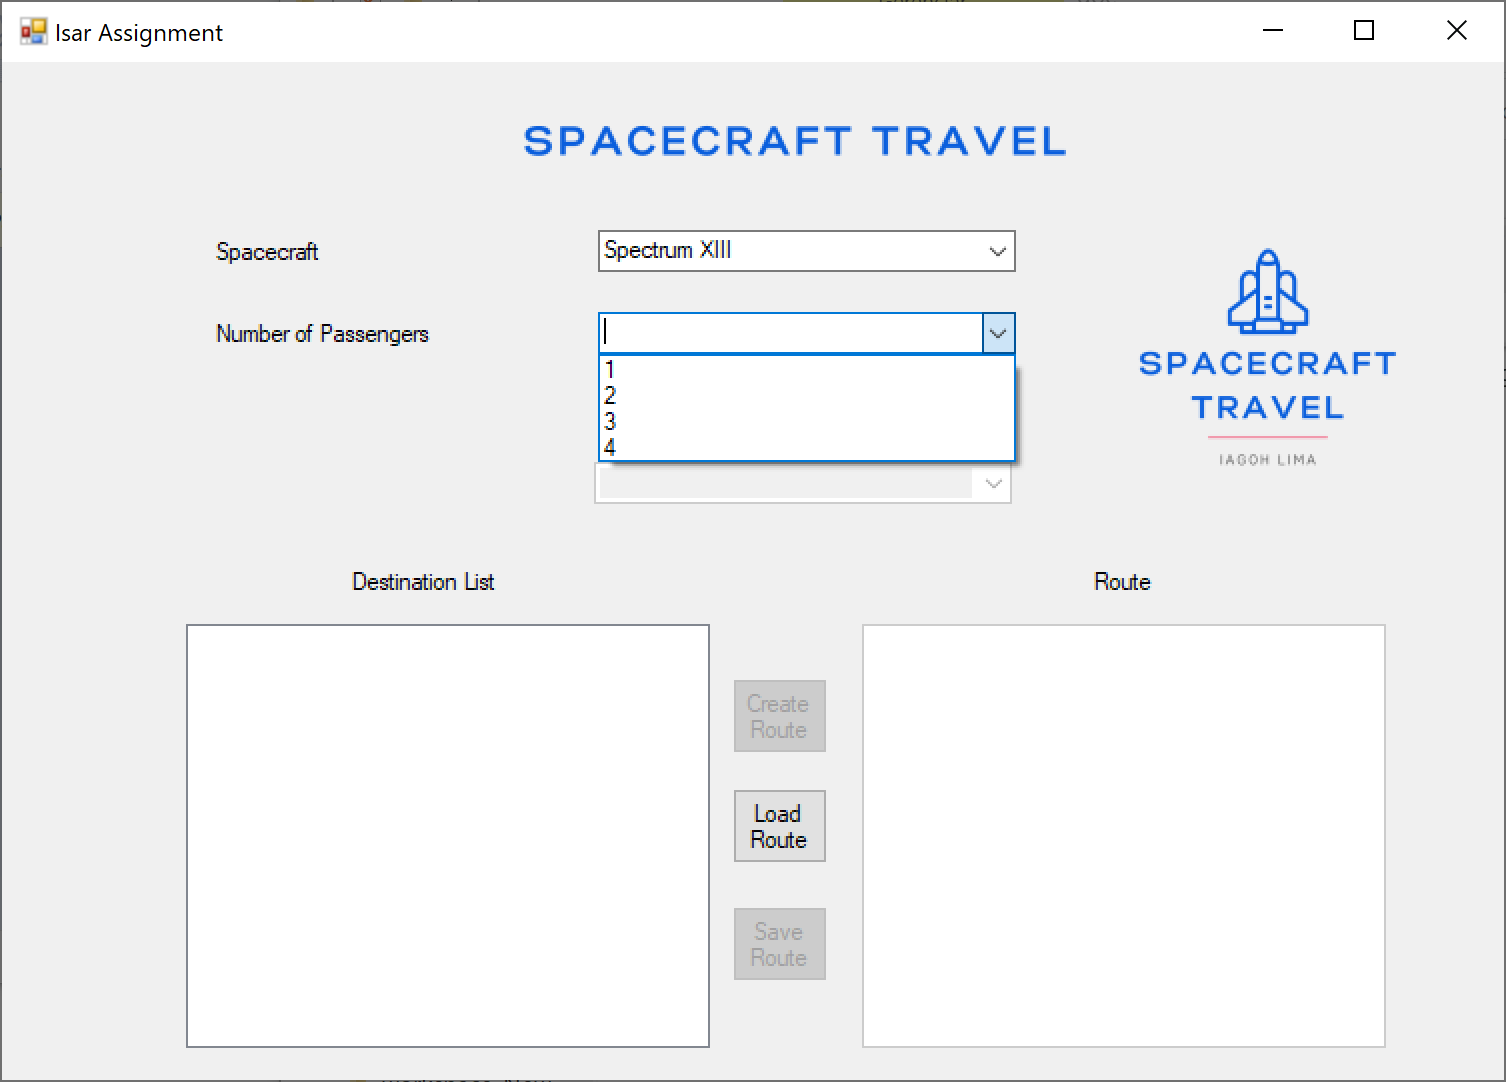 Isar Assignment
SPACECRAFT TRAVEL
Spacecraft
Spectrum XIII
Number of Passengers
1
2
3
4
SPACECRAFT
TRAVEL
IAGOH LIMA
Destination List
Route
Create
Route
Load
Route
Save
Route